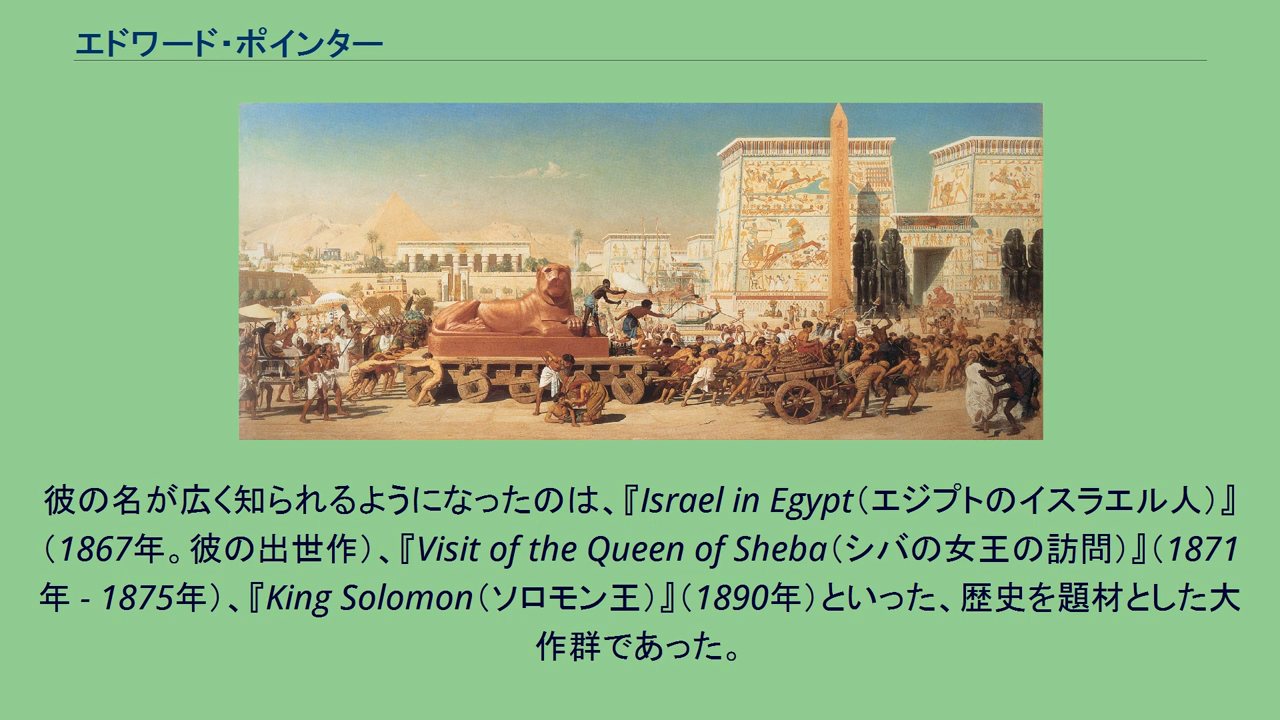 エドワード・ポインター
彼の名が広く知られるようになったのは、『Israel in Egypt（エジプトのイスラエル人）』
（1867年。彼の出世作）、『Visit of the Queen of Sheba（シバの女王の訪問）』（1871
年 - 1875年）、『King Solomon（ソロモン王）』（1890年）といった、歴史を題材とした大
作群であった。